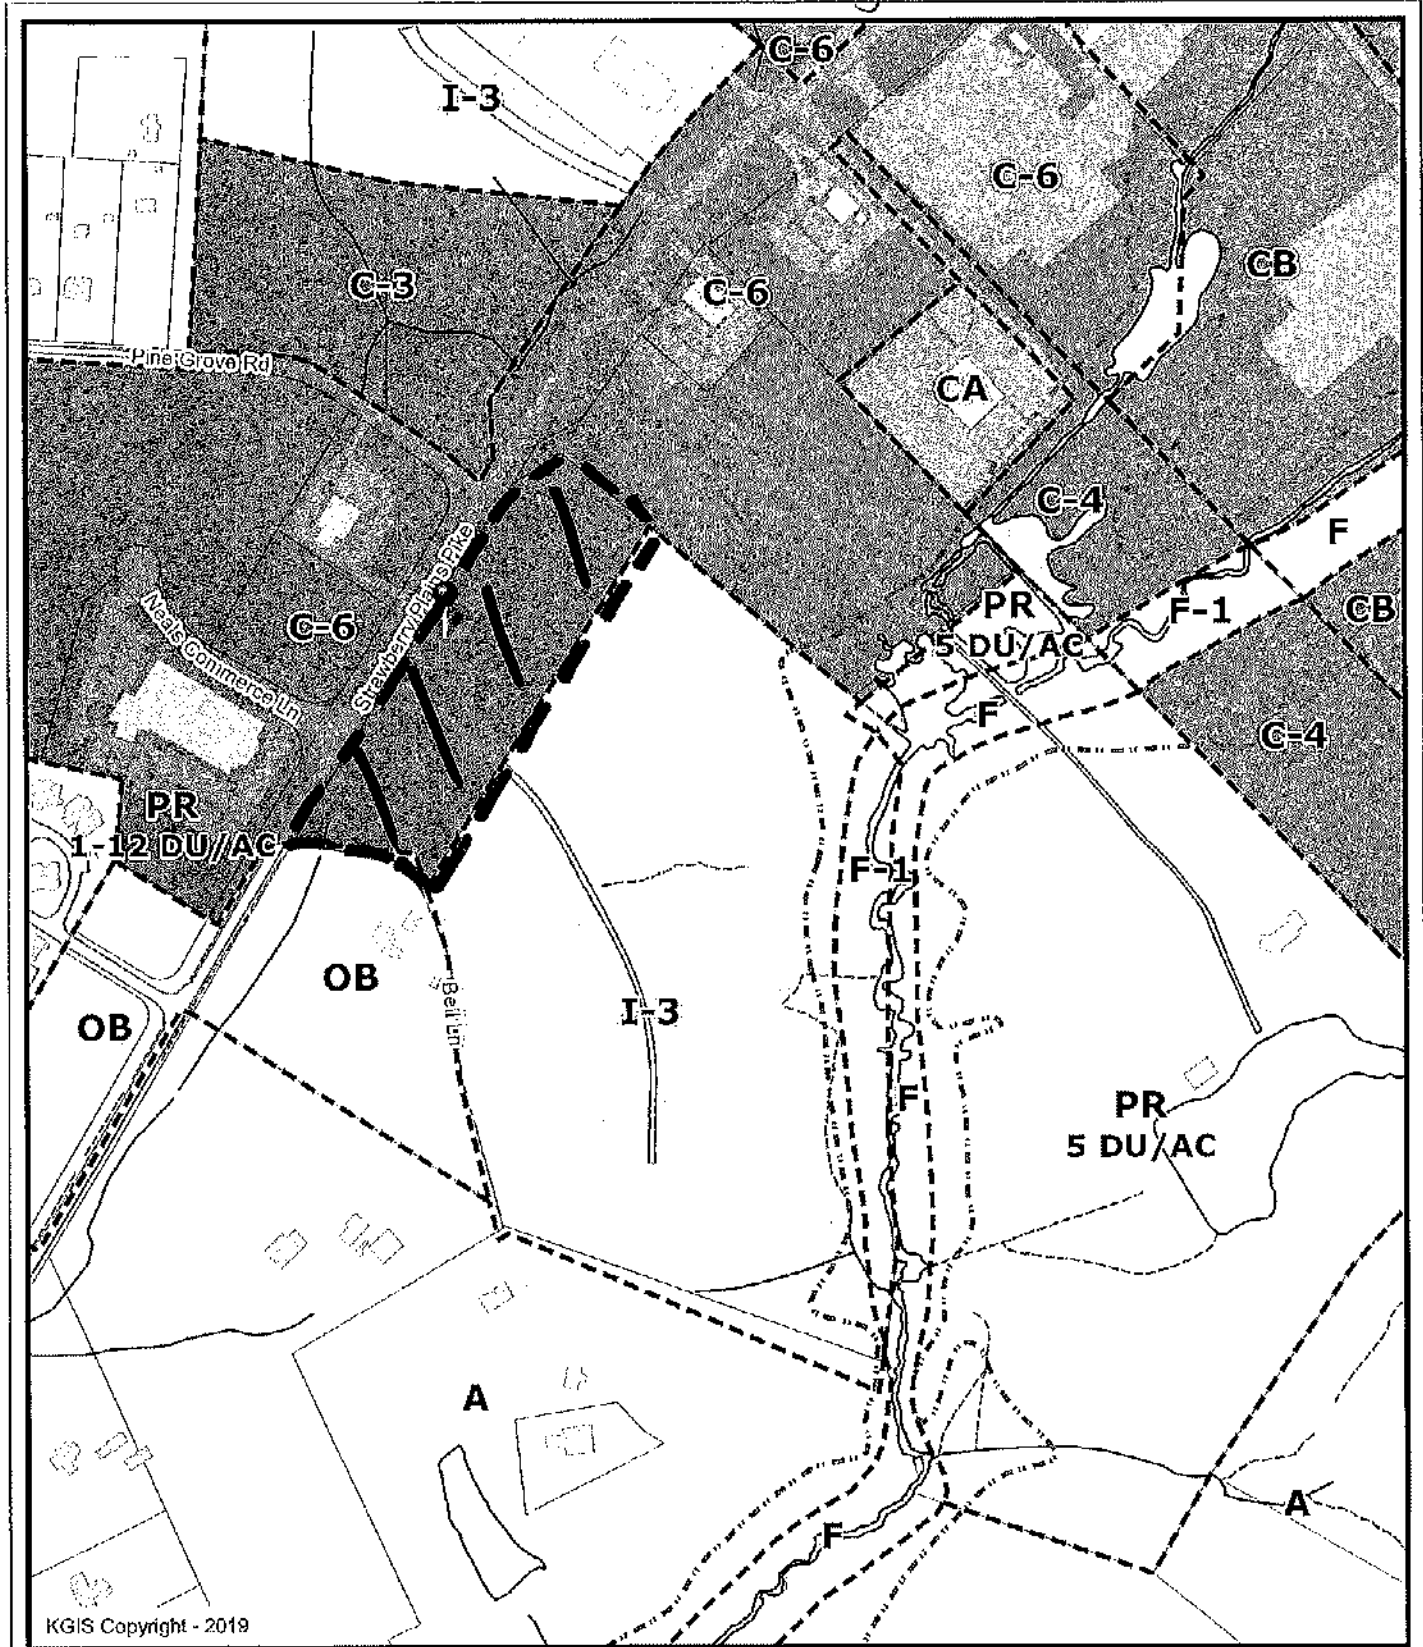 C-6
I-3
C-6
C-3
C-6
CB
Pine Grove Rd
CA
C-4
F
Strawberry Plains Pike
Neals Commerce Ln
C-6
PR
5 DU/AC
F-1
CB
F
C-4
PR
1-12 DU/AC
F-1
OB
OB
Bell Ln
I-3
F
PR
5 DU/AC
A
A
F
KGIS Copyright - 2019